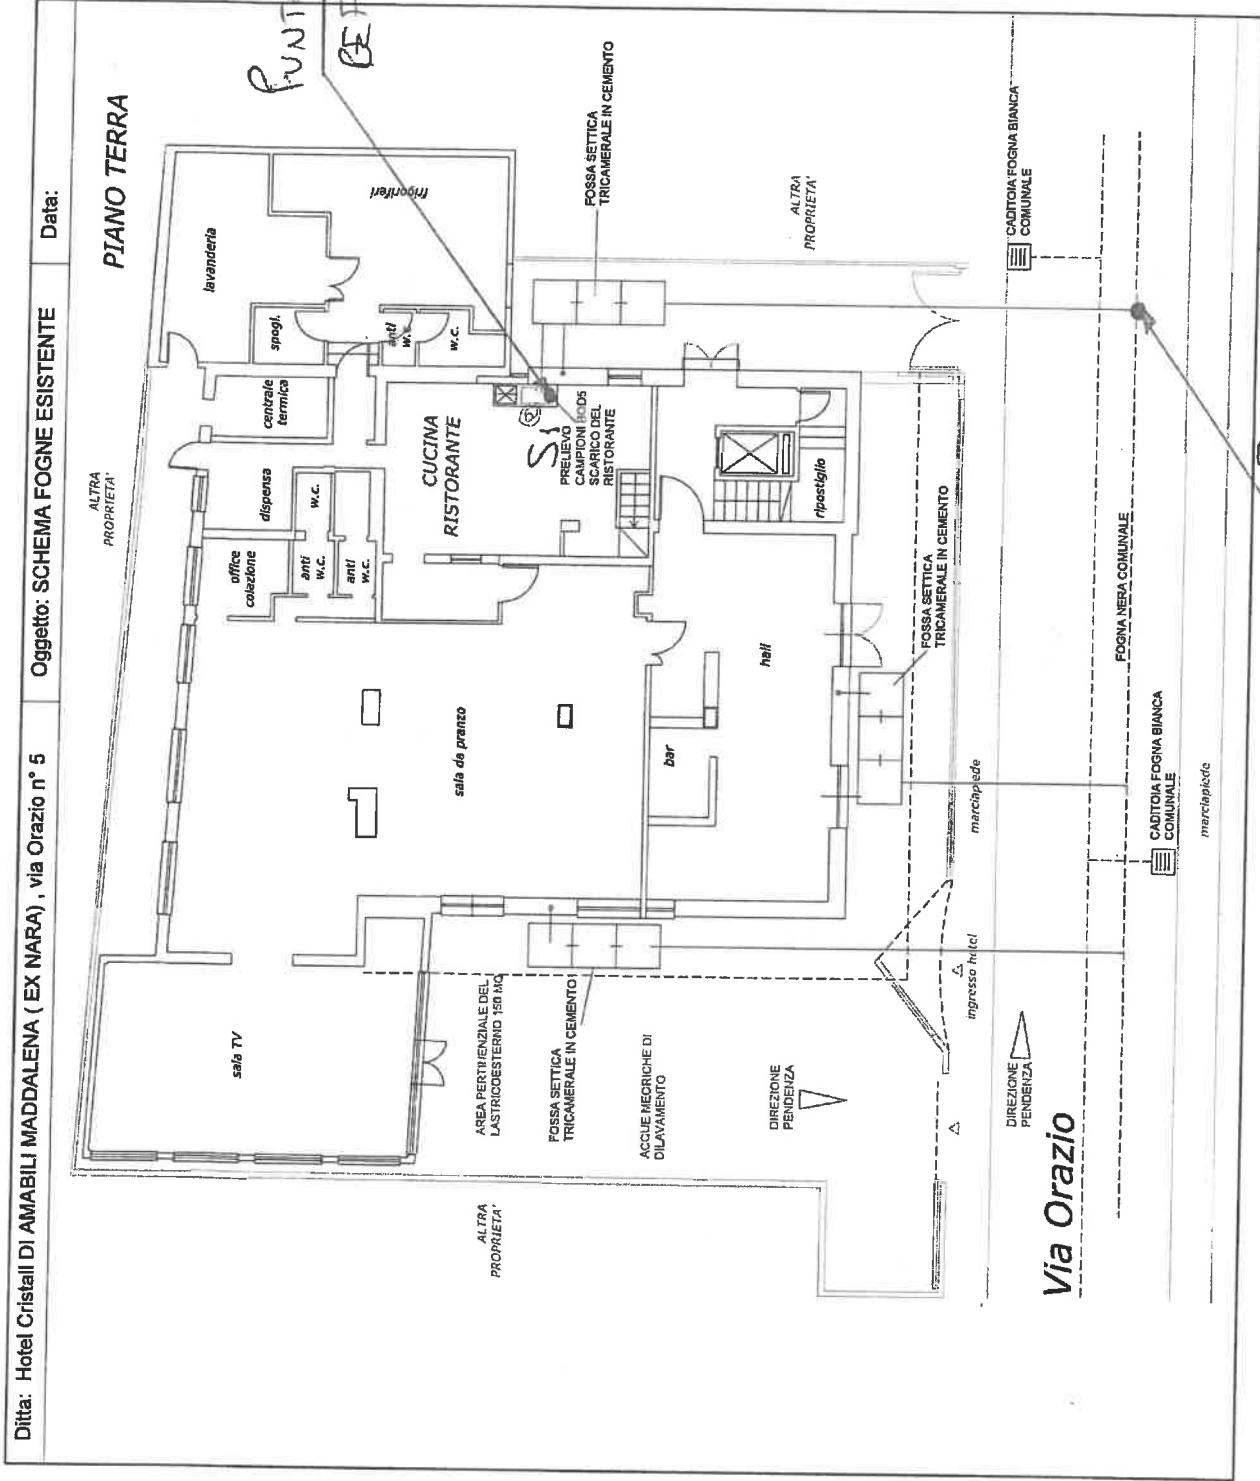 Ditta: Hotel Cristall DI AMABILI MADDALENA ( EX NARA) , via Orazio n° 5
Oggetto: SCHEMA FOGNE ESISTENTE
Data:
PIANO TERRA
ALTRA
PROPRIETA'
lavanderia
frigoriferi
spogl.
anti
w.c.
w.c.
centrale
termica
dispensa
w.c.
office
colazione
anti
w.c.
anti
w.c.
CUCINA
RISTORANTE
S1
PRELIEVO
CAMPIONI BOD5
SCARICO DEL
RISTORANTE
FOSSA SETTICA
TRICAMERALE IN CEMENTO
ALTRA
PROPRIETA'
ripostiglio
sala da pranzo
hall
bar
sala TV
AREA PERTINENZIALE DEL
LASTRICOESTERNO 150 MQ
FOSSA SETTICA
TRICAMERALE IN CEMENTO
ACQUE MEORICHE DI
DILAVAMENTO
DIREZIONE
PENDENZA
ALTRA
PROPRIETA'
FOSSA SETTICA
TRICAMERALE IN CEMENTO
marciapiede
ingresso hotel
DIREZIONE
PENDENZA
Via Orazio
CADITOIA FOGNA BIANCA
COMUNALE
FOGNA NERA COMUNALE
CADITOIA FOGNA BIANCA
COMUNALE
marciapiede